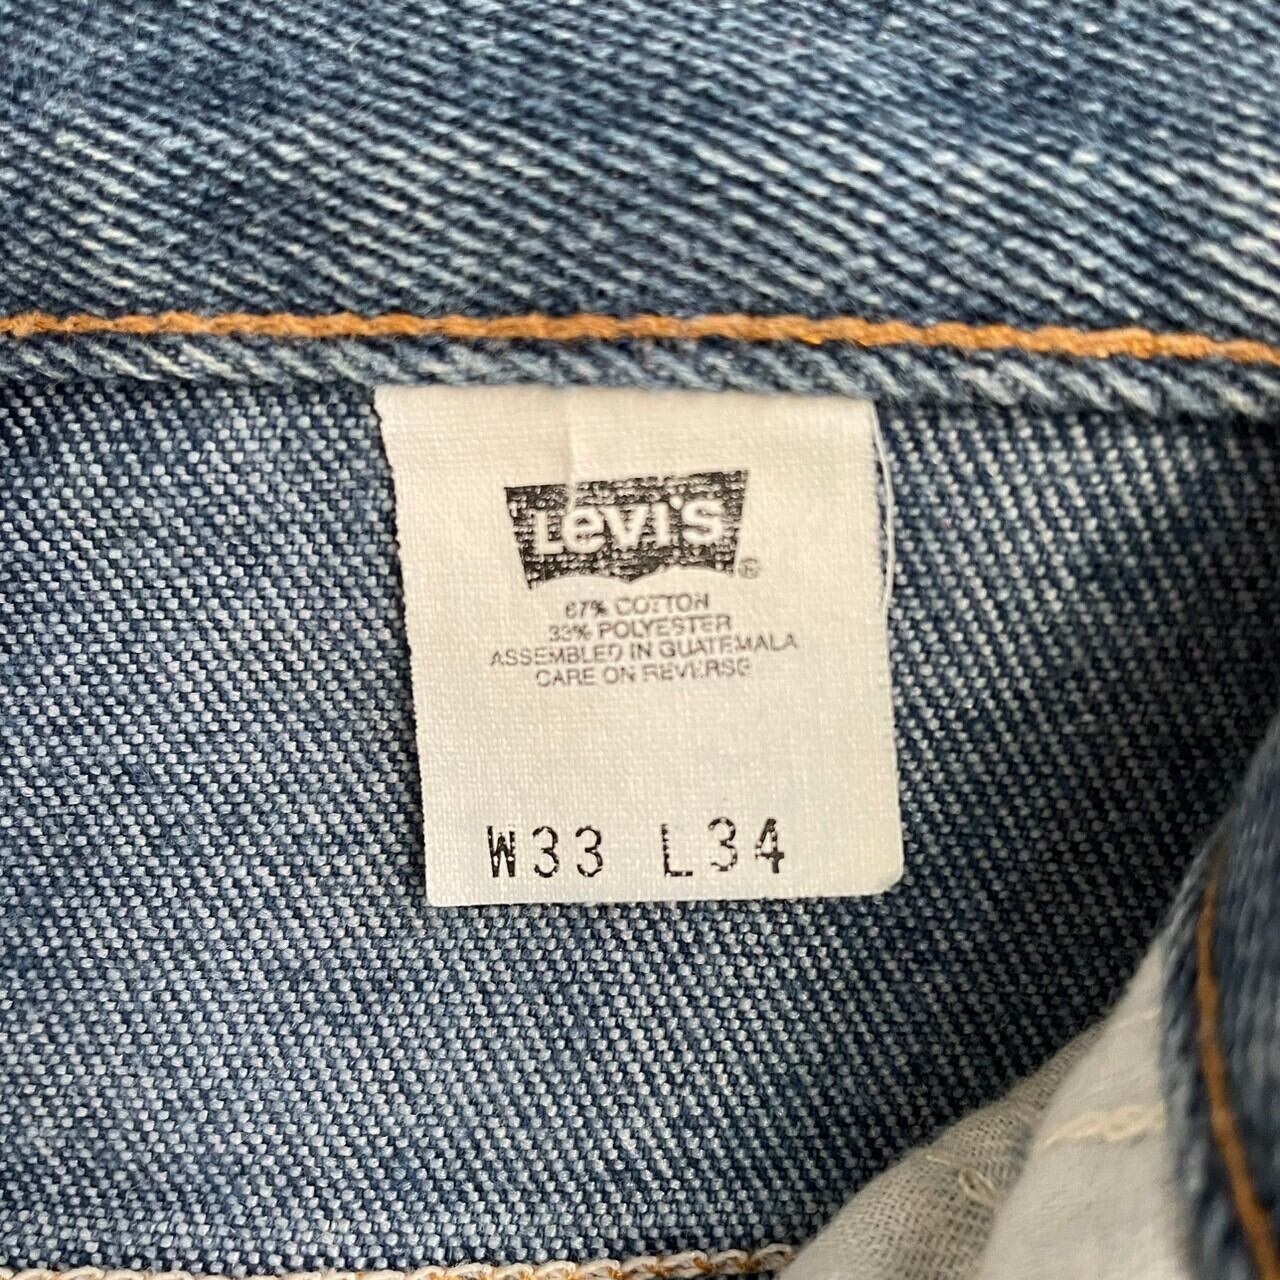 Levi's ®
67% COTTON
33% POLYESTER
ASSEMBLED IN GUATEMALA
CARE ON REVERSE
W33 L34